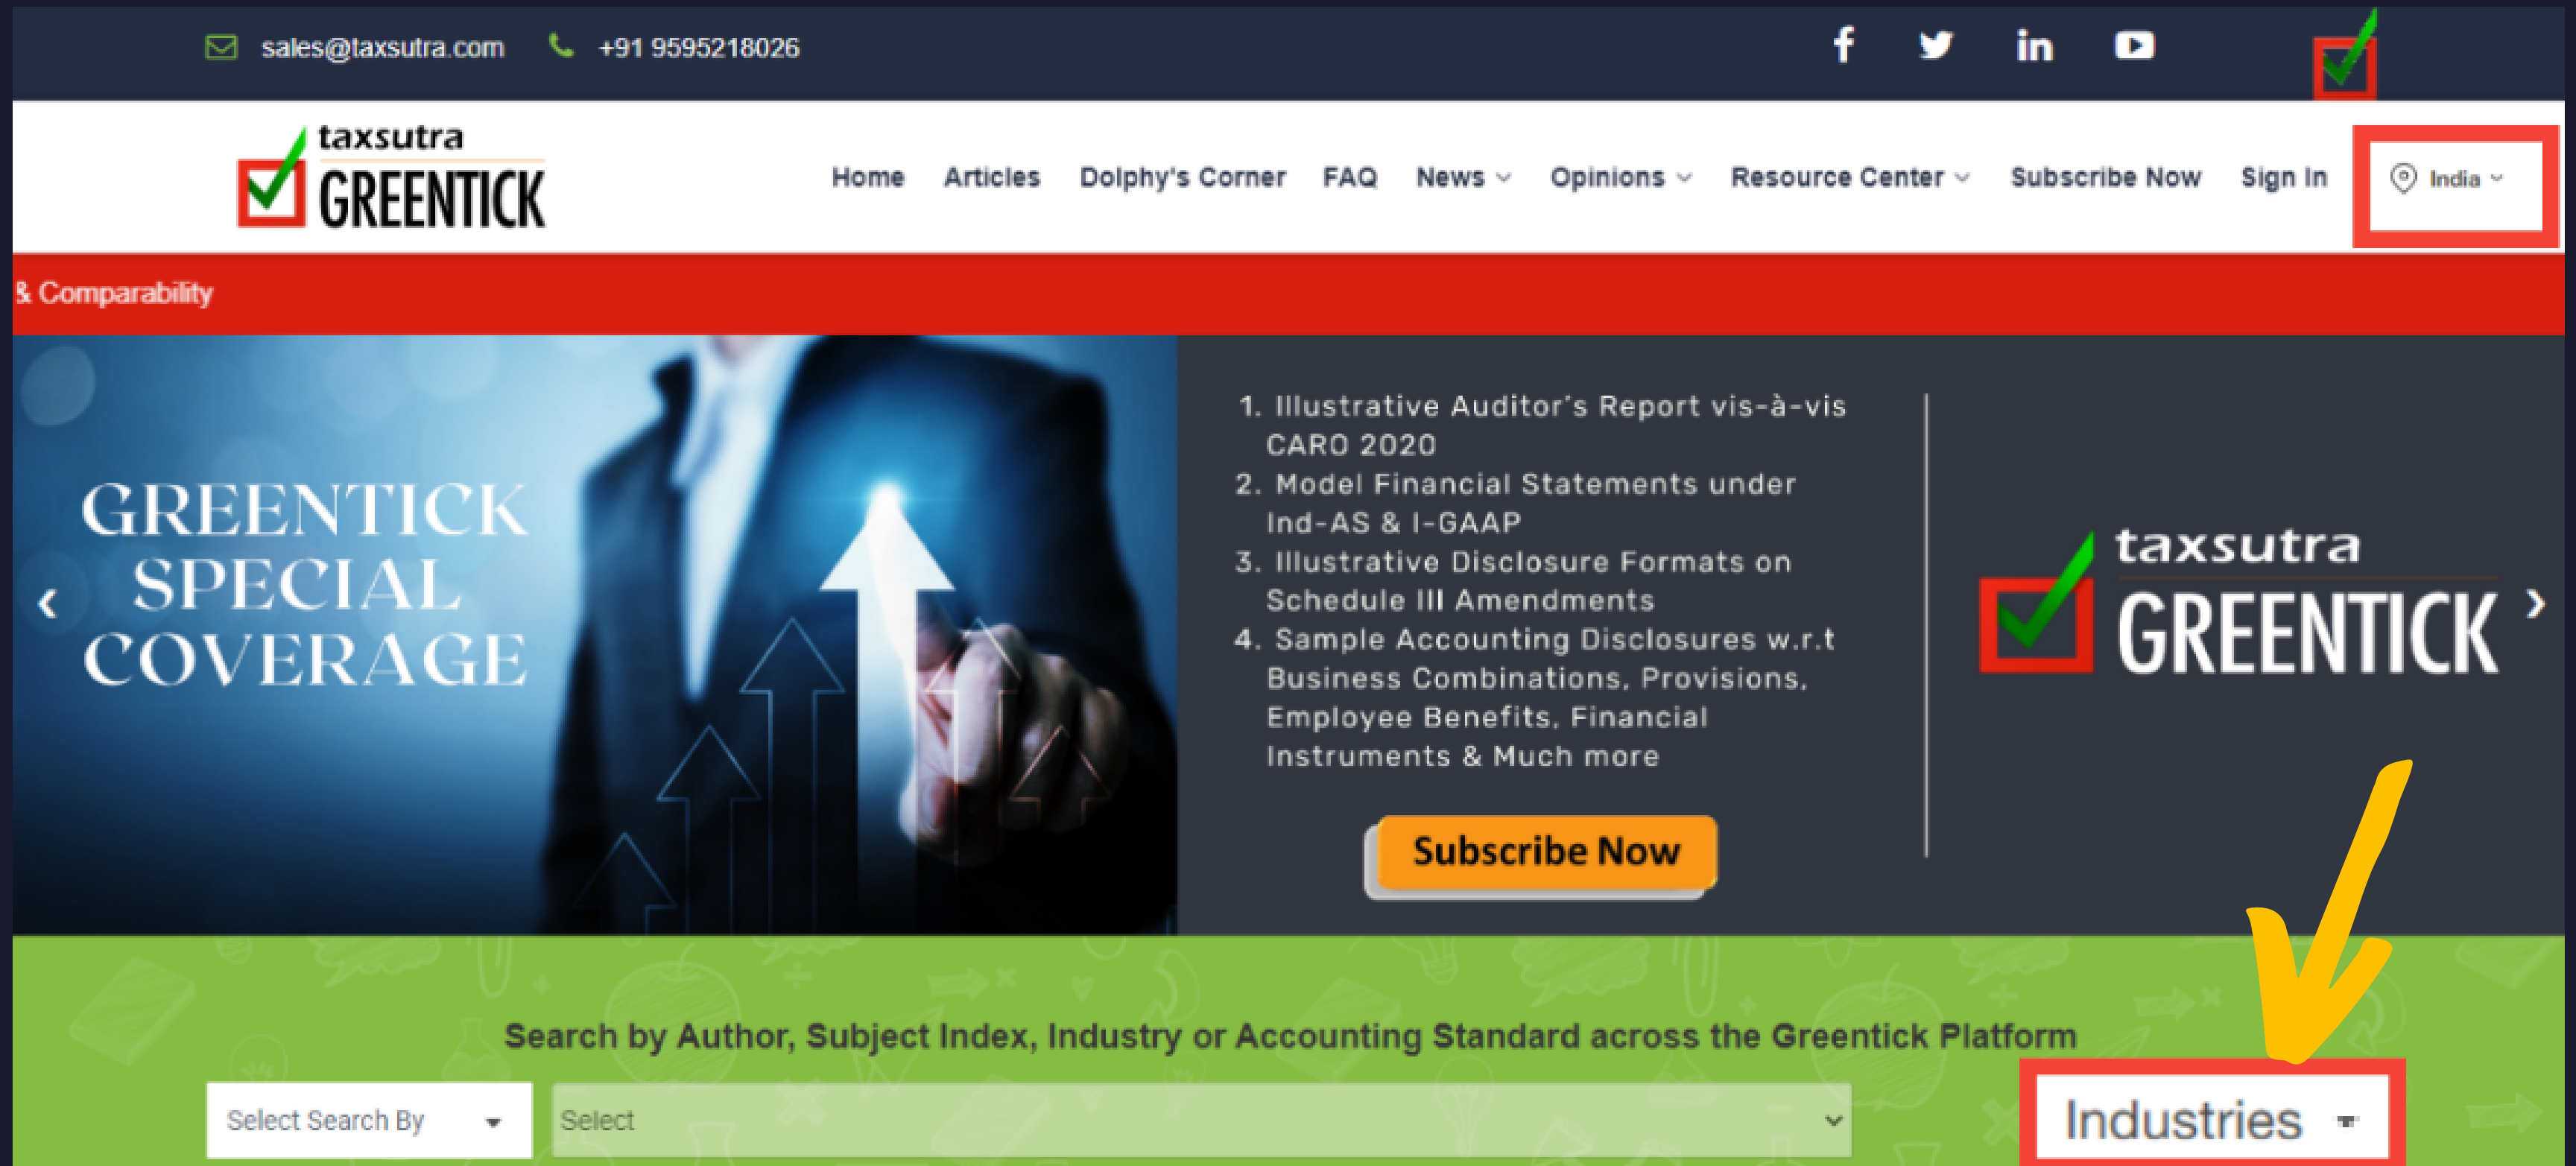 sales@taxsutra.com +91 9595218026
taxsutra
GREENTICK
Home Articles Dolphy's Corner FAQ News Opinions Resource Center Subscribe Now Sign In India
& Comparability
GREENTICK
SPECIAL
COVERAGE
1. Illustrative Auditor's Report vis-à-vis
CARO 2020
2. Model Financial Statements under
Ind-AS & I-GAAP
3. Illustrative Disclosure Formats on
Schedule III Amendments
4. Sample Accounting Disclosures w.r.t
Business Combinations, Provisions,
Employee Benefits, Financial
Instruments & Much more
Subscribe Now
taxsutra
GREENTICK
Search by Author, Subject Index, Industry or Accounting Standard across the Greentick Platform
Select Search By Select Industries